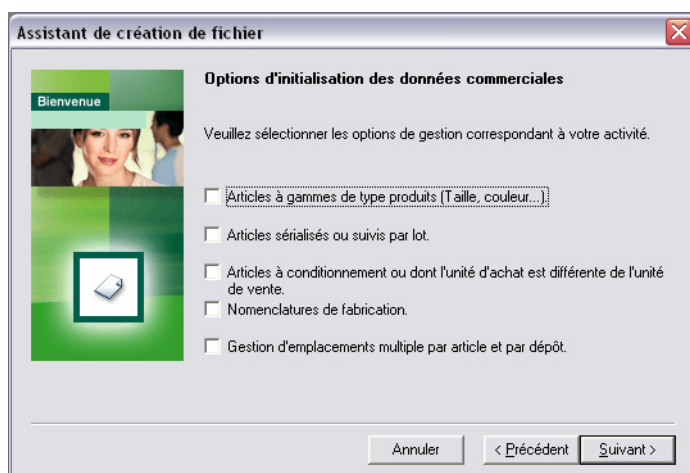 Assistant de création de fichier
Bienvenue
Options d'initialisation des données commerciales
Veuillez sélectionner les options de gestion correspondant à votre activité.
Articles à gammes de type produits (Taille, couleur...).
Articles sérialisés ou suivis par lot.
Articles à conditionnement ou dont l'unité d'achat est différente de l'unité
de vente.
Nomenclatures de fabrication.
Gestion d'emplacements multiple par article et par dépôt.
Annuler
< Précédent
Suivant >